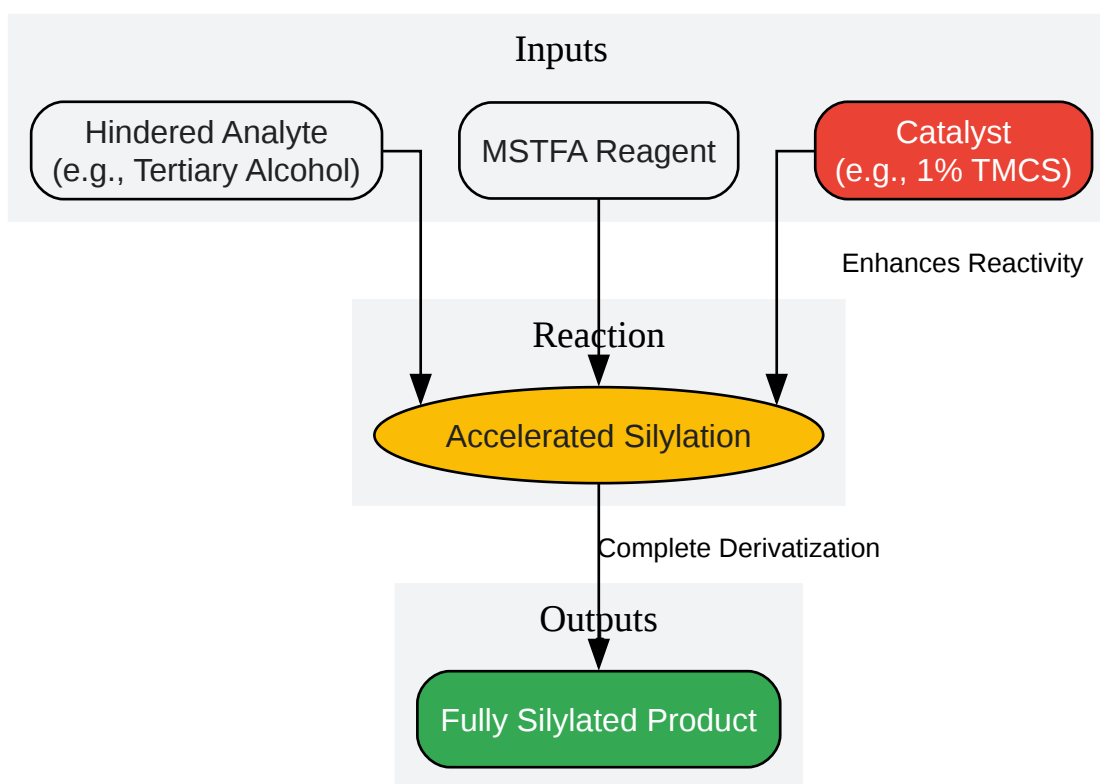 Inputs
Hindered Analyte
(e.g., Tertiary Alcohol)
MSTFA Reagent
Catalyst
(e.g., 1% TMCS)
Enhances Reactivity
Reaction
Accelerated Silylation
Complete Derivatization
Outputs
Fully Silylated Product